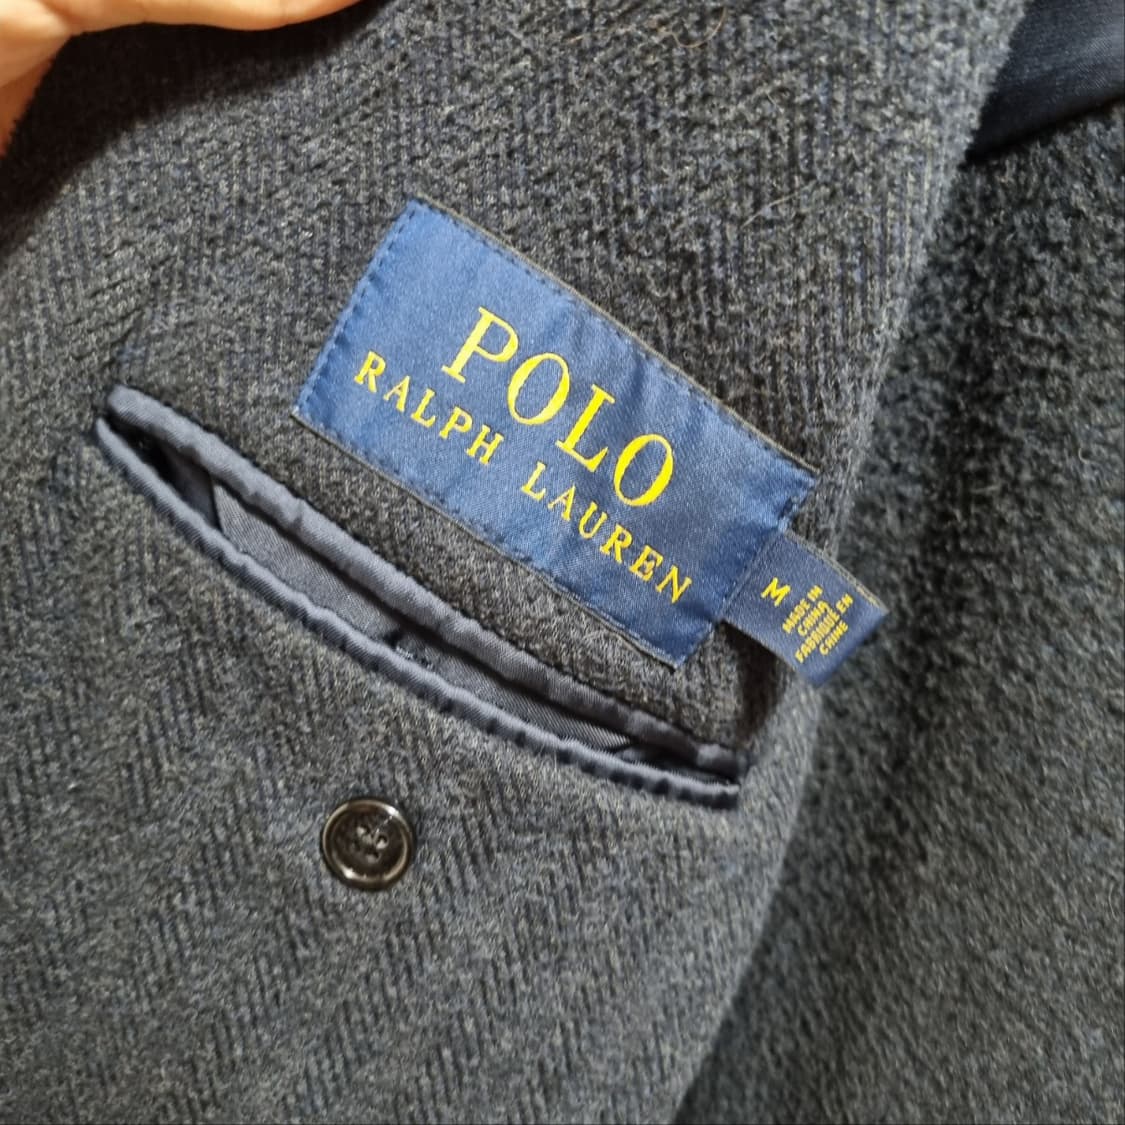 POLO
RALPH LAUREN
M
MADE IN
CHINA
FABRIQUÉ EN
CHINE